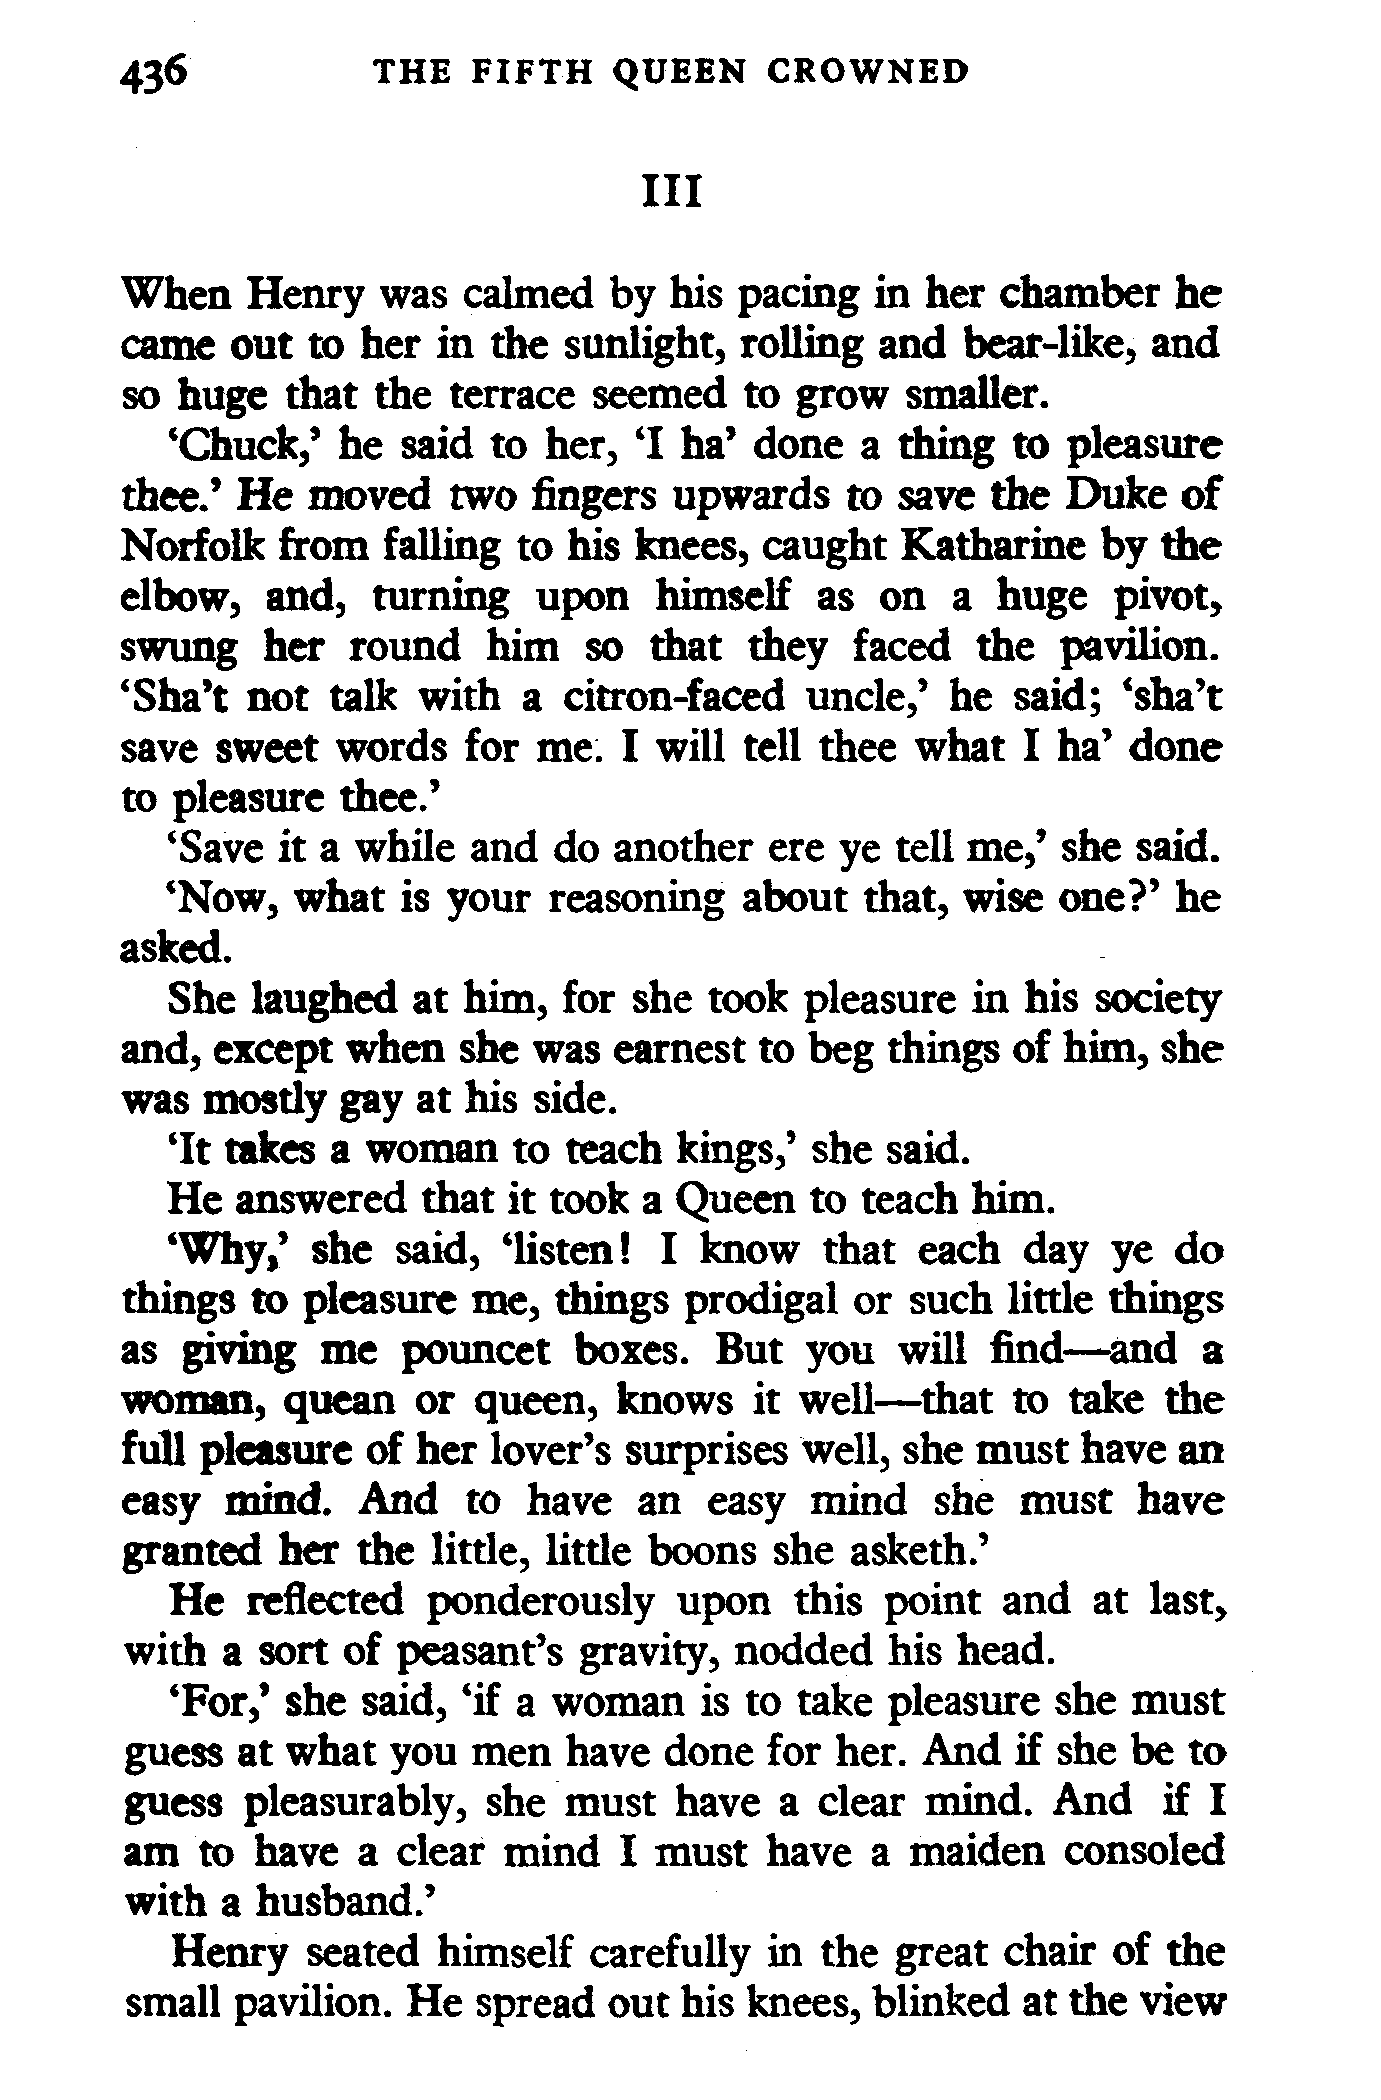 436 THE FIFTH QUEEN CROWNED
III
When Henry was calmed by his pacing in her chamber he
came out to her in the sunlight, rolling and bear-like, and
so huge that the terrace seemed to grow smaller.
‘Chuck,’ he said to her, ‘I ha’ done a thing to pleasure
thee.’ He moved two fingers upwards to save the Duke of
Norfolk from falling to his knees, caught Katharine by the
elbow, and, turning upon himself as on a huge pivot,
swung her round him so that they faced the pavilion.
‘Sha’t not talk with a citron-faced uncle,’ he said; ‘sha’t
save sweet words for me. I will tell thee what I ha’ done
to pleasure thee.’
‘Save it a while and do another ere ye tell me,’ she said.
‘Now, what is your reasoning about that, wise one?’ he
asked.
She laughed at him, for she took pleasure in his society
and, except when she was earnest to beg things of him, she
was mostly gay at his side.
‘It takes a woman to teach kings,’ she said.
He answered that it took a Queen to teach him.
‘Why,’ she said, ‘listen! I know that each day ye do
things to pleasure me, things prodigal or such little things
as giving me pouncet boxes. But you will find—and a
woman, quean or queen, knows it well—that to take the
full pleasure of her lover’s surprises well, she must have an
easy mind. And to have an easy mind she must have
granted her the little, little boons she asketh.’
He reflected ponderously upon this point and at last,
with a sort of peasant’s gravity, nodded his head.
‘For,’ she said, ‘if a woman is to take pleasure she must
guess at what you men have done for her. And if she be to
guess pleasurably, she must have a clear mind. And if I
am to have a clear mind I must have a maiden consoled
with a husband.’
Henry seated himself carefully in the great chair of the
small pavilion. He spread out his knees, blinked at the view